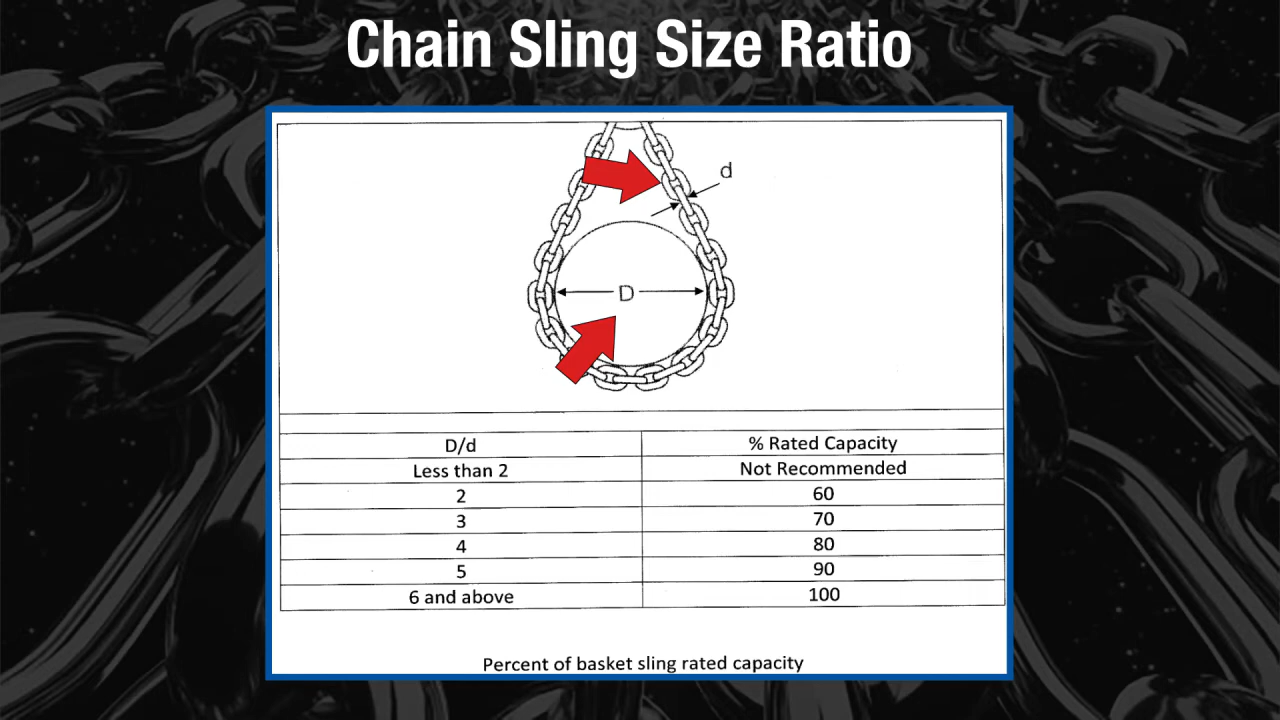 Chain Sling Size Ratio
d
D
D/d % Rated Capacity
Less than 2 Not Recommended
2 60
3 70
4 80
5 90
6 and above 100
Percent of basket sling rated capacity